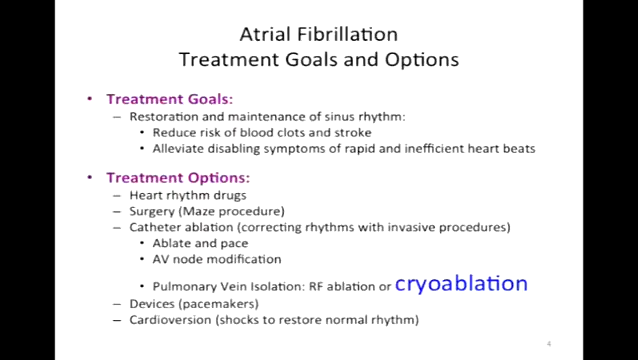 Atrial Fibrillation
Treatment Goals and Options
• Treatment Goals:
– Restoration and maintenance of sinus rhythm:
• Reduce risk of blood clots and stroke
• Alleviate disabling symptoms of rapid and inefficient heart beats
• Treatment Options:
– Heart rhythm drugs
– Surgery (Maze procedure)
– Catheter ablation (correcting rhythms with invasive procedures)
• Ablate and pace
• AV node modification
• Pulmonary Vein Isolation: RF ablation or cryoablation
– Devices (pacemakers)
– Cardioversion (shocks to restore normal rhythm)
4